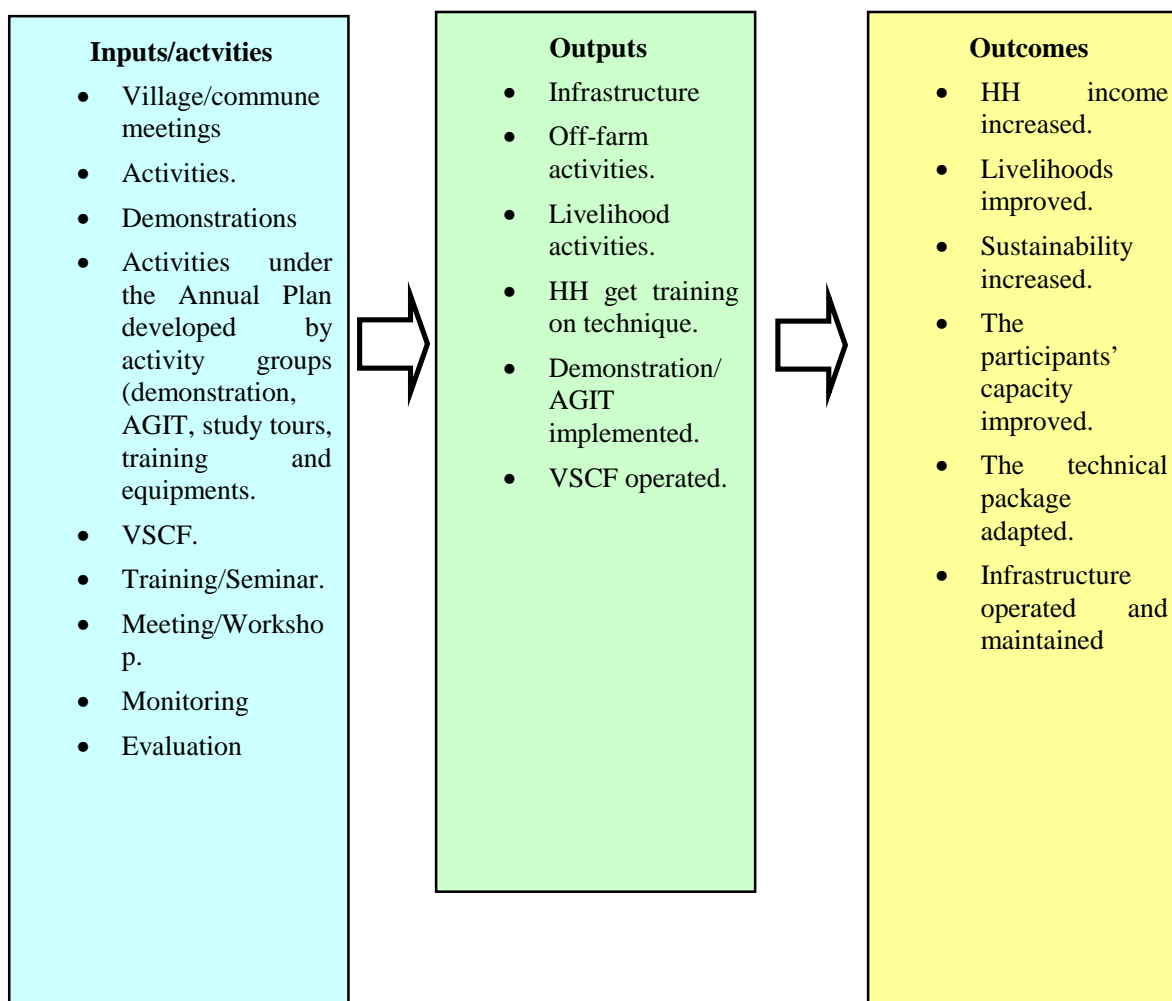 Inputs/actvities
• Village/commune
meetings
• Activities.
• Demonstrations
• Activities under
the Annual Plan
developed by
activity groups
(demonstration,
AGIT, study tours,
training and
equipments.
• VSCF.
• Training/Seminar.
• Meeting/Worksho
p.
• Monitoring
• Evaluation
Outputs
• Infrastructure
• Off-farm
activities.
• Livelihood
activities.
• HH get training
on technique.
• Demonstration/
AGIT
implemented.
• VSCF operated.
Outcomes
• HH income
increased.
• Livelihoods
improved.
• Sustainability
increased.
• The
participants’
capacity
improved.
• The technical
package
adapted.
• Infrastructure
operated and
maintained